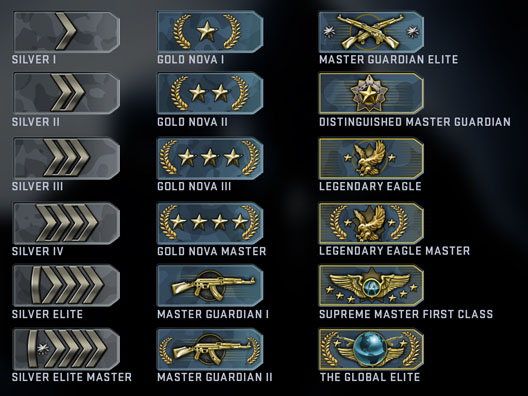 SILVER I
SILVER II
SILVER III
SILVER IV
SILVER ELITE
SILVER ELITE MASTER
GOLD NOVA I
GOLD NOVA II
GOLD NOVA III
GOLD NOVA MASTER
MASTER GUARDIAN I
MASTER GUARDIAN II
MASTER GUARDIAN ELITE
DISTINGUISHED MASTER GUARDIAN
LEGENDARY EAGLE
LEGENDARY EAGLE MASTER
SUPREME MASTER FIRST CLASS
THE GLOBAL ELITE